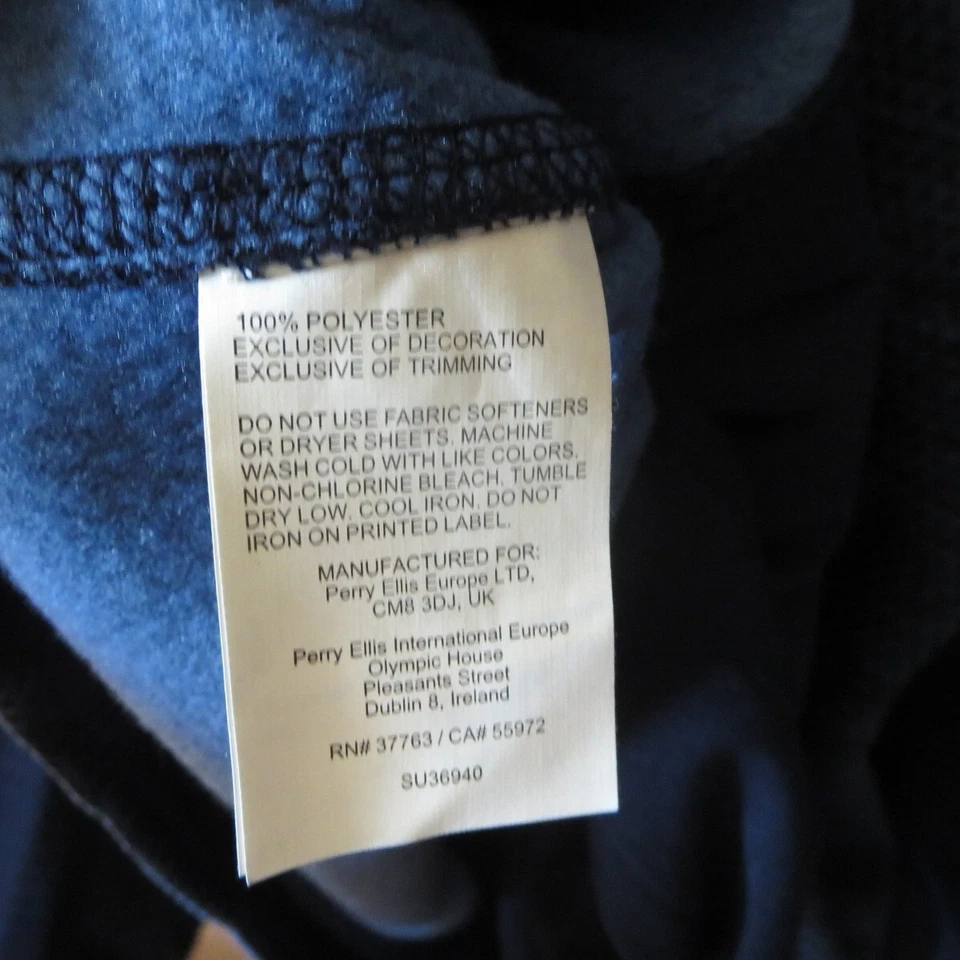 100% POLYESTER
EXCLUSIVE OF DECORATION
EXCLUSIVE OF TRIMMING
DO NOT USE FABRIC SOFTENERS
OR DRYER SHEETS. MACHINE
WASH COLD WITH LIKE COLORS.
NON-CHLORINE BLEACH. TUMBLE
DRY LOW. COOL IRON. DO NOT
IRON ON PRINTED LABEL.
MANUFACTURED FOR:
Perry Ellis Europe LTD,
CM8 3DJ, UK
Perry Ellis International Europe
Olympic House
Pleasants Street
Dublin 8, Ireland
RN# 37763 / CA# 55972
SU36940